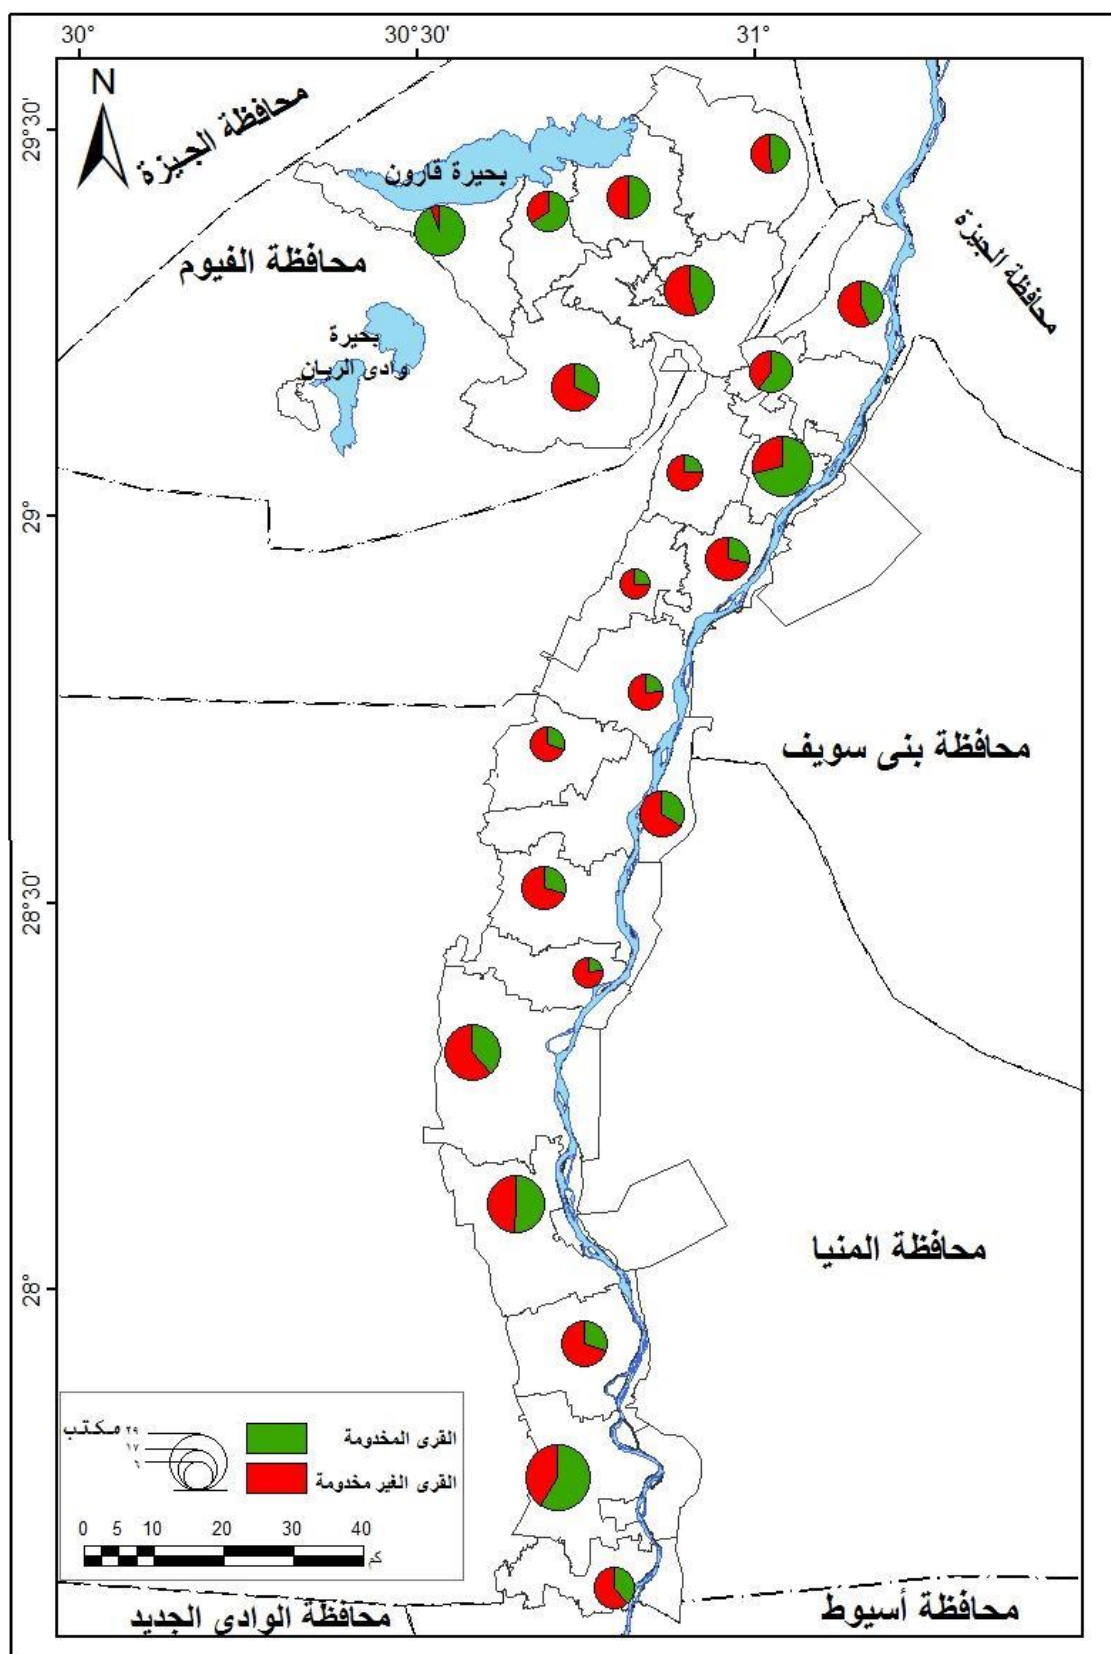 30°
30°30'
31°
N
29°30'
29°
28°30'
28°
محافظة الجيزة
بحيرة قارون
محافظة الفيوم
محافظة الجيزة
بحيرة
وادى الريان
محافظة بنى سويف
محافظة المنيا
القرى المخدومة
القرى الغير مخدومة
٢٩ مكتب
١٧
٦
0 5 10 20 30 40
كم
محافظة الوادى الجديد
محافظة أسيوط